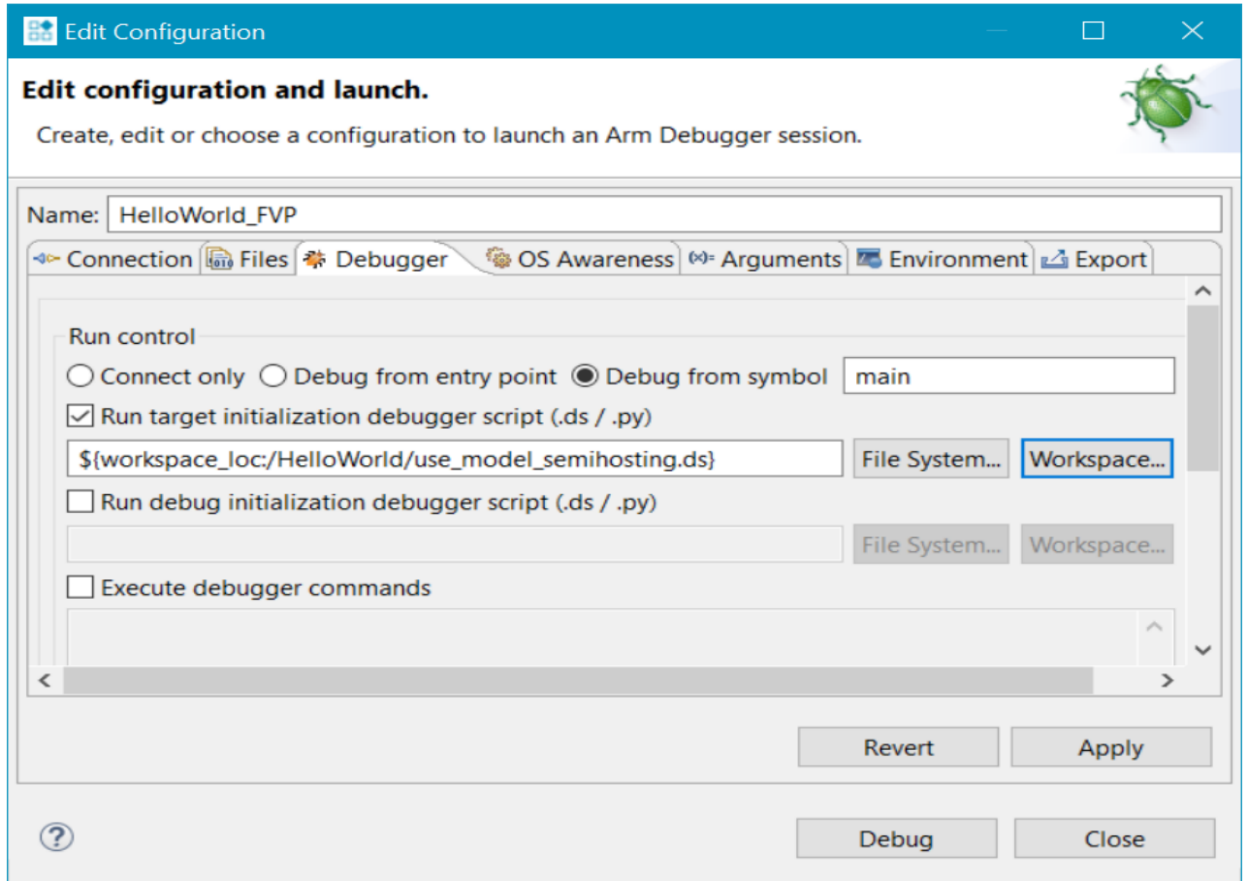 Edit Configuration
Edit configuration and launch.
Create, edit or choose a configuration to launch an Arm Debugger session.
Name: HelloWorld_FVP
Connection Files Debugger OS Awareness (x)= Arguments Environment Export
Run control
Connect only Debug from entry point Debug from symbol main
Run target initialization debugger script (.ds / .py)
${workspace_loc:/HelloWorld/use_model_semihosting.ds} File System... Workspace...
Run debug initialization debugger script (.ds / .py)
File System... Workspace...
Execute debugger commands
Revert Apply
? Debug Close